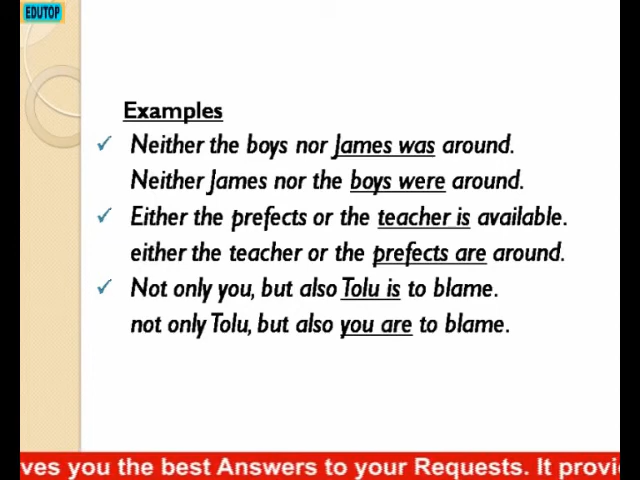 EDUTOP
Examples
Neither the boys nor James was around.
Neither James nor the boys were around.
Either the prefects or the teacher is available.
either the teacher or the prefects are around.
Not only you, but also Tolu is to blame.
not only Tolu, but also you are to blame.
ves you the best Answers to your Requests. It provi